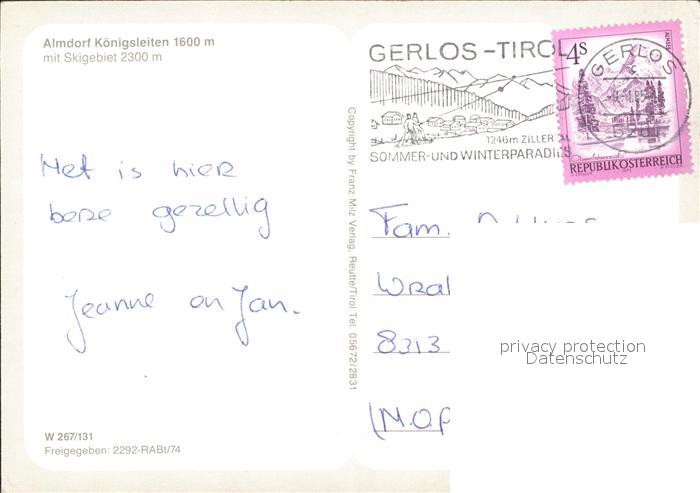 Almdorf Königsleiten 1600 m
mit Skigebiet 2300 m
Het is hier
gezellig
Jeanne en Jan.
W 267/131
Freigegeben: 2292-RABt/74
Copyright by Franz Milz Verlag, Reutte/Tirol Tel. 05672/2831
GERLOS-TIROL
1246m ZILLER
SOMMER-UND WINTERPARADIES
4S
REPUBLIK ÖSTERREICH
GERLOS
Fam.
8313
privacy protection
Datenschutz